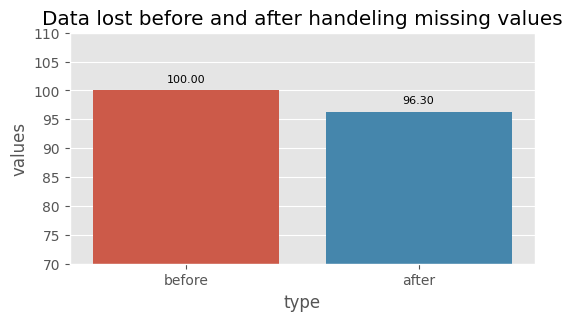 Data lost before and after handeling missing values
110
105
100
95
90
85
80
75
70
values
100.00
96.30
before
after
type